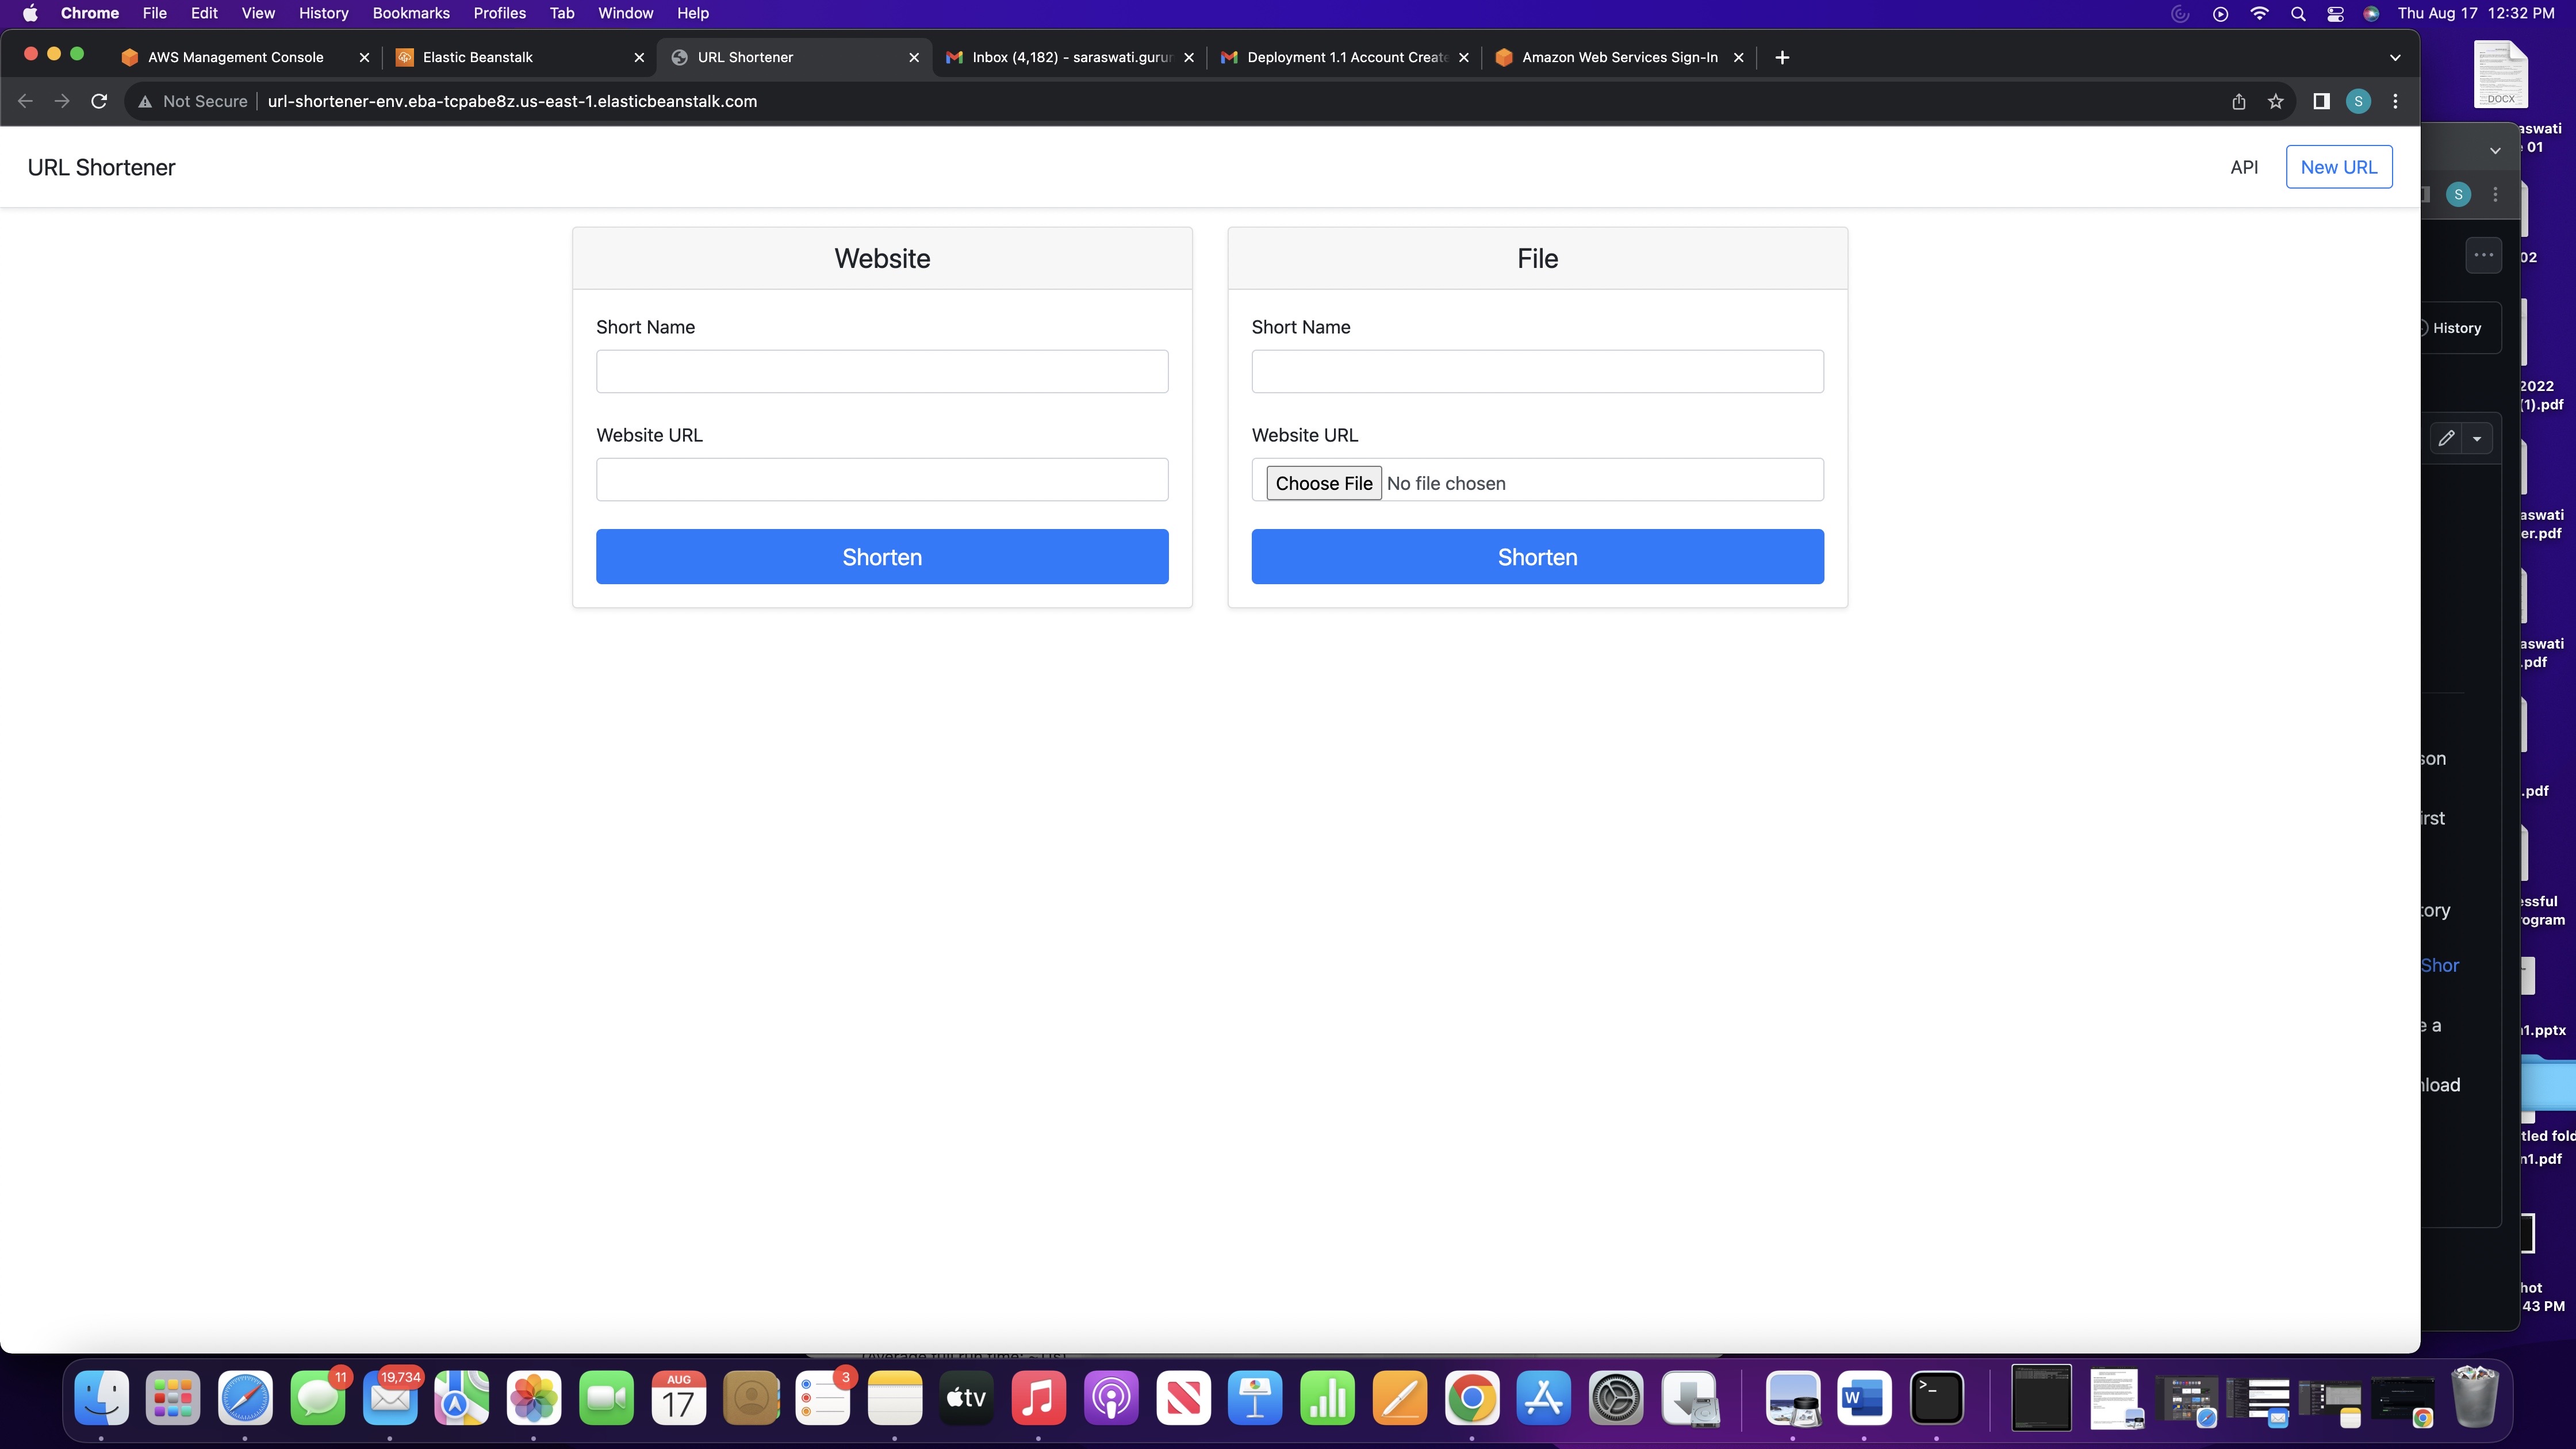 Chrome File Edit View History Bookmarks Profiles Tab Window Help Thu Aug 17 12:32 PM
AWS Management Console Elastic Beanstalk URL Shortener Inbox (4,182) - saraswati.gurun Deployment 1.1 Account Create Amazon Web Services Sign-In
Not Secure url-shortener-env.eba-tcpabe8z.us-east-1.elasticbeanstalk.com S
DOCX
aswati
01
URL Shortener API New URL
S
Website File
02
Short Name Short Name
History
2022
(1).pdf
Website URL Website URL
Choose File No file chosen
aswati
er.pdf
Shorten Shorten
aswati
.pdf
son
.pdf
irst
essful
tory
rogram
Shor
e a
1.pptx
nload
tled fold
n1.pdf
hot
43 PM
11 19,734 AUG 17 3 tv W >_